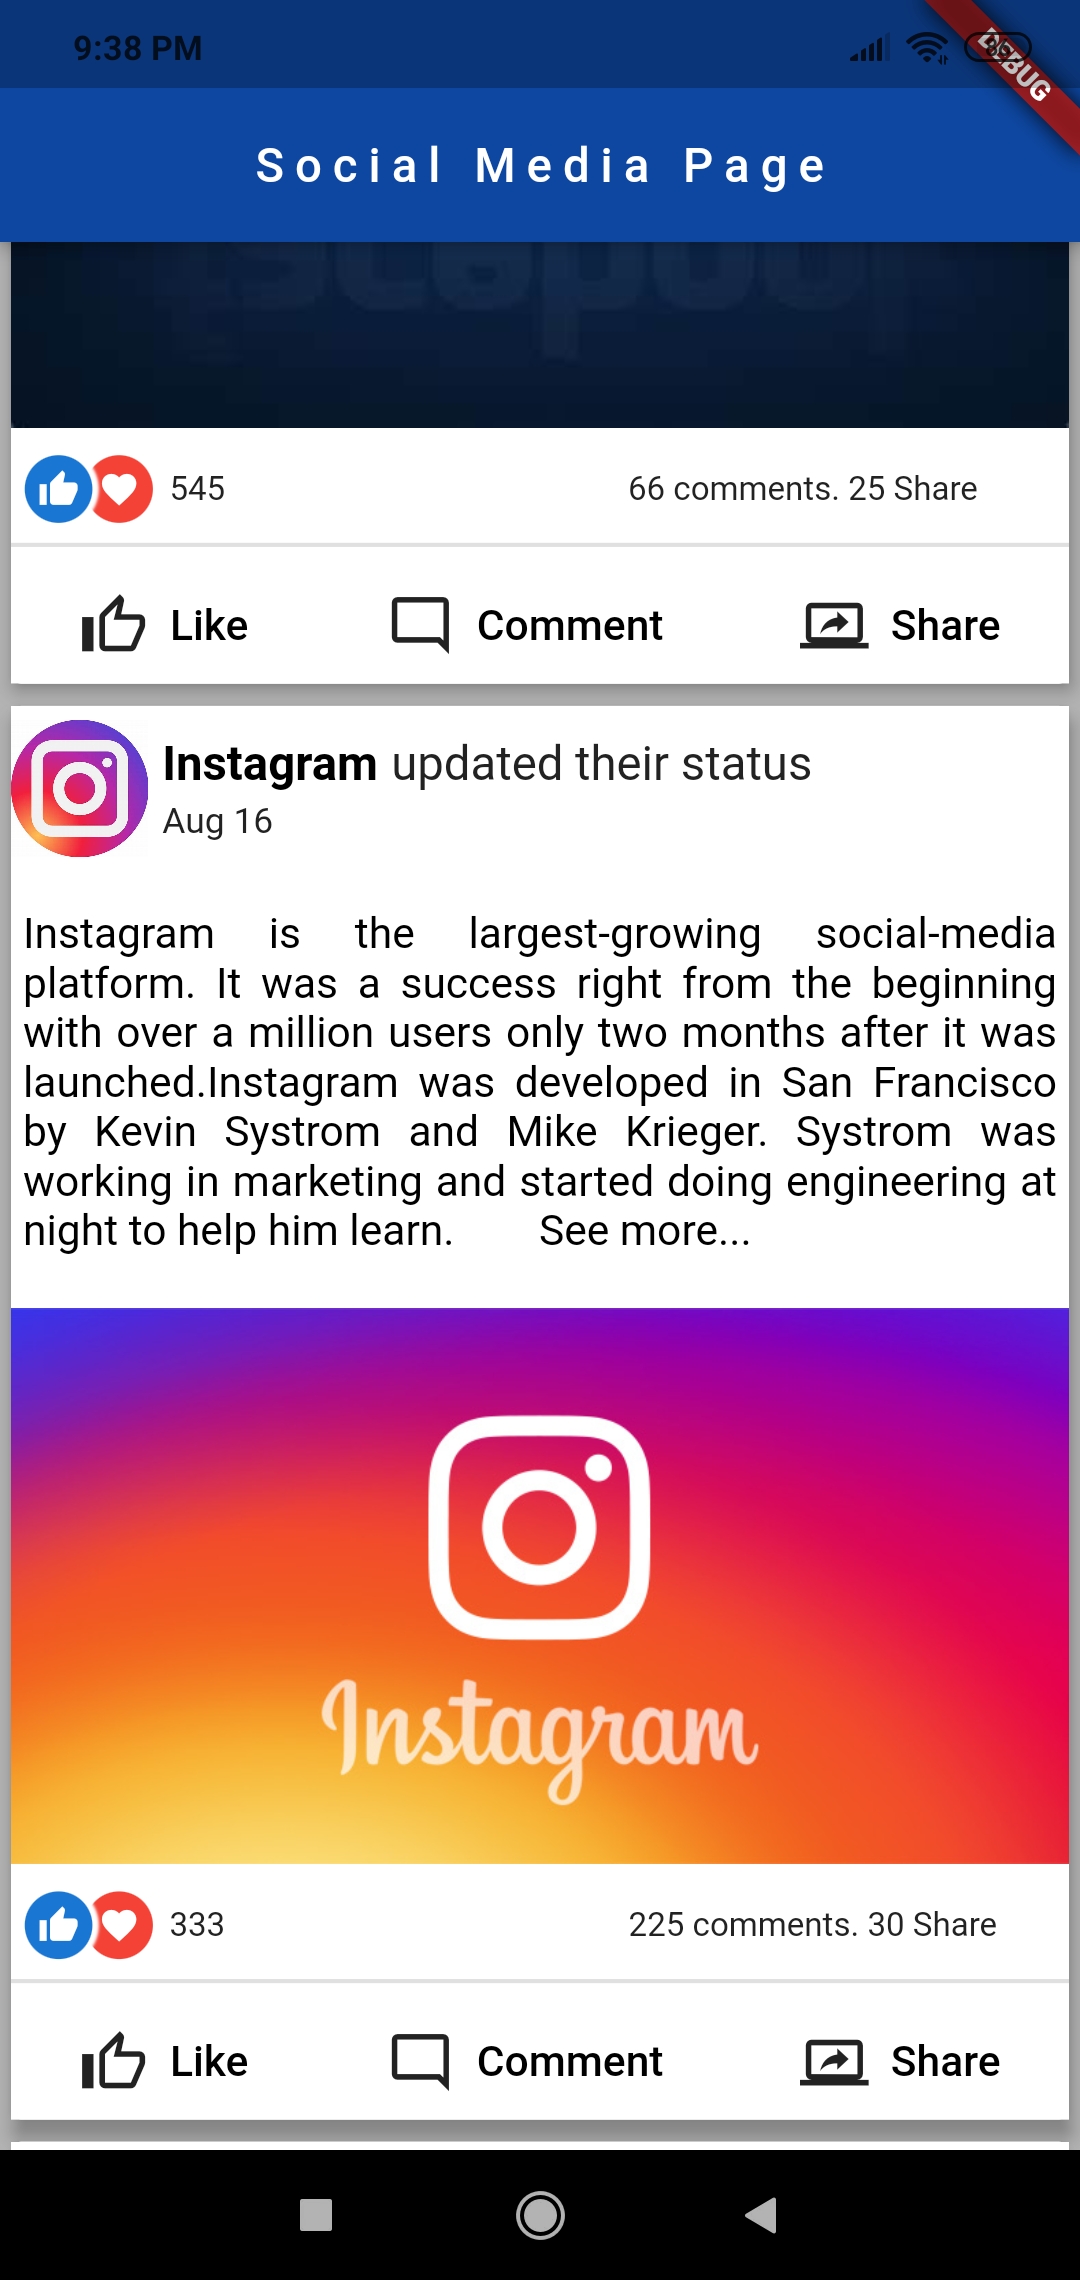 9:38 PM
DEBUG
Social Media Page
545
66 comments. 25 Share
Like
Comment
Share
Instagram updated their status
Aug 16
Instagram is the largest-growing social-media
platform. It was a success right from the beginning
with over a million users only two months after it was
launched.Instagram was developed in San Francisco
by Kevin Systrom and Mike Krieger. Systrom was
working in marketing and started doing engineering at
night to help him learn. See more...
Instagram
333
225 comments. 30 Share
Like
Comment
Share